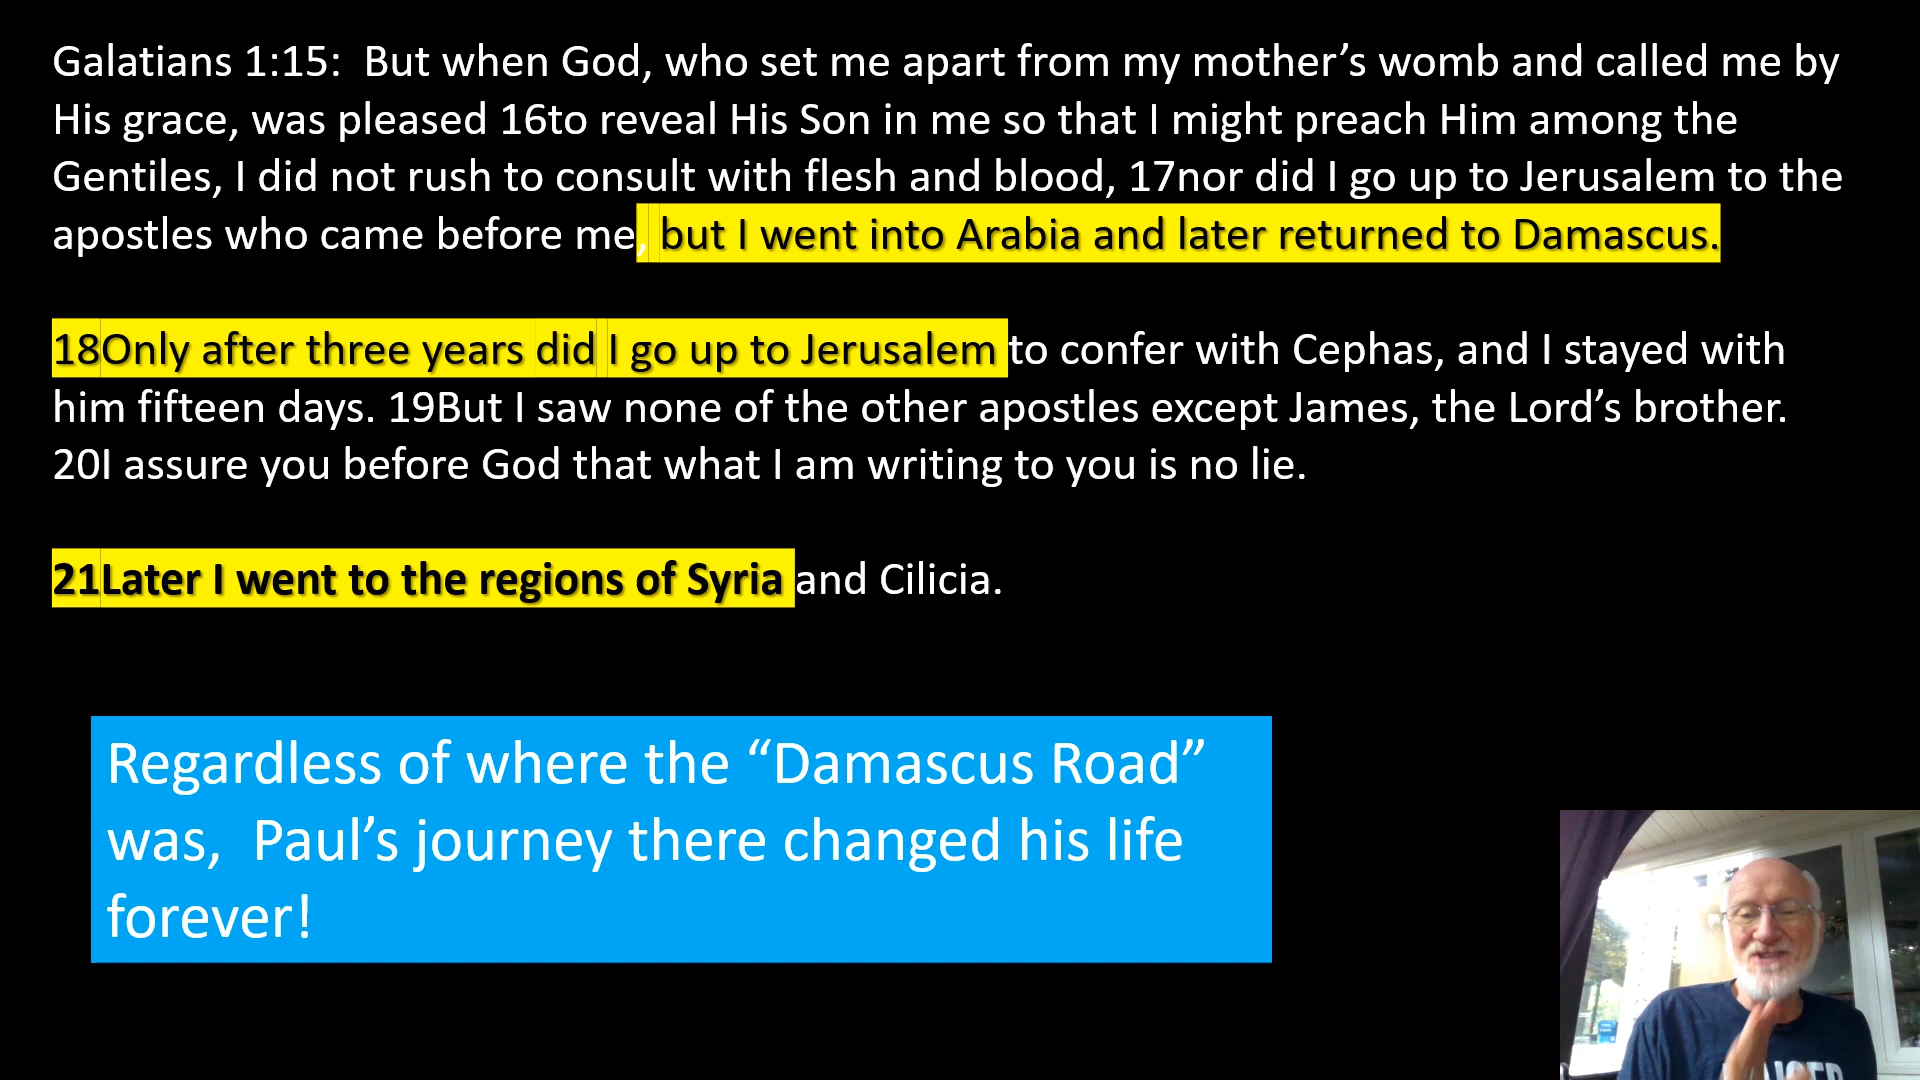 Galatians 1:15:  But when God, who set me apart from my mother’s womb and called me by
His grace, was pleased 16to reveal His Son in me so that I might preach Him among the
Gentiles, I did not rush to consult with flesh and blood, 17nor did I go up to Jerusalem to the
apostles who came before me, but I went into Arabia and later returned to Damascus.
18Only after three years did I go up to Jerusalem to confer with Cephas, and I stayed with
him fifteen days. 19But I saw none of the other apostles except James, the Lord’s brother.
20I assure you before God that what I am writing to you is no lie.
21Later I went to the regions of Syria and Cilicia.
Regardless of where the “Damascus Road”
was,  Paul’s journey there changed his life
forever!